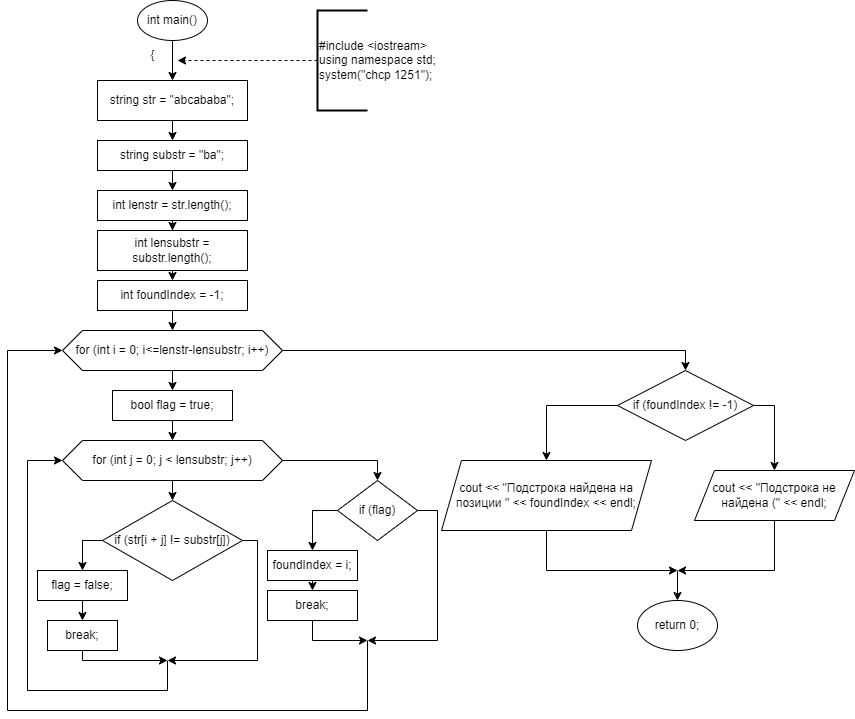 int main()
{
#include <iostream>
using namespace std;
system("chcp 1251");
string str = "abcababa";
string substr = "ba";
int lenstr = str.length();
int lensubstr =
substr.length();
int foundIndex = -1;
for (int i = 0; i<=lenstr-lensubstr; i++)
bool flag = true;
for (int j = 0; j < lensubstr; j++)
if (str[i + j] != substr[j])
flag = false;
break;
if (flag)
foundIndex = i;
break;
if (foundIndex != -1)
cout << "Подстрока найдена на
позиции " << foundIndex << endl;
cout << "Подстрока не
найдена (" << endl;
return 0;